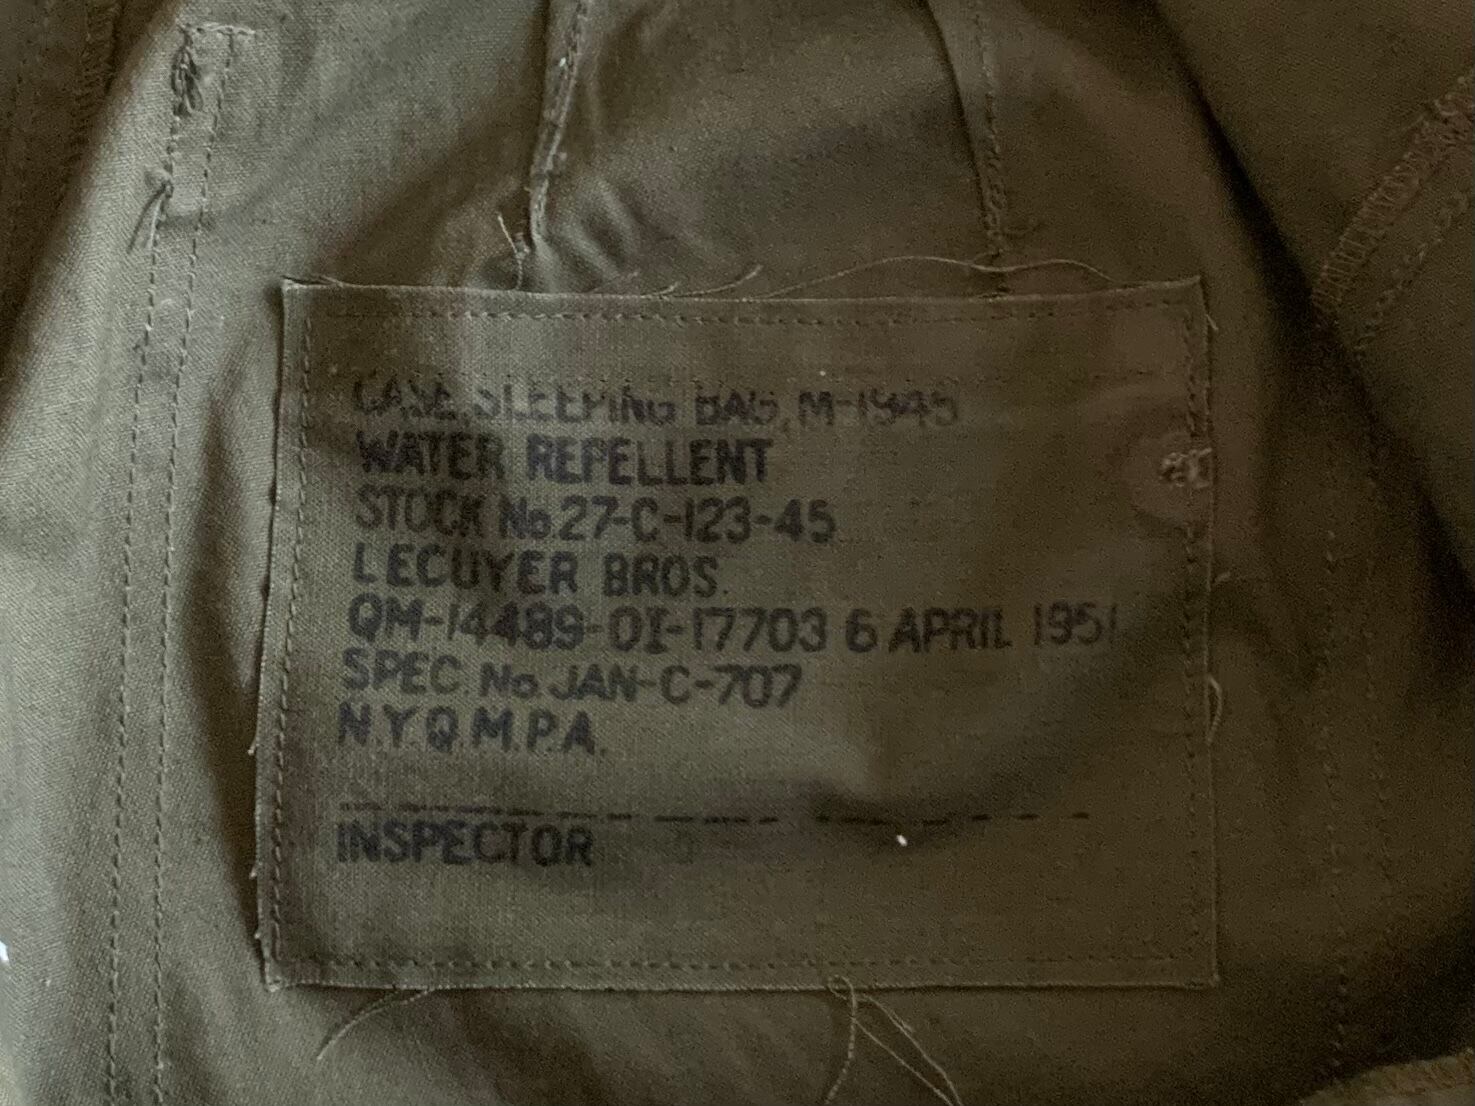 CASE, SLEEPING BAG, M-1945
WATER REPELLENT
STOCK No. 27-C-123-45
LECUYER BROS.
QM-14489-OI-17703 6 APRIL 1951
SPEC. No. JAN-C-707
N.Y.Q.M.P.A.
INSPECTOR